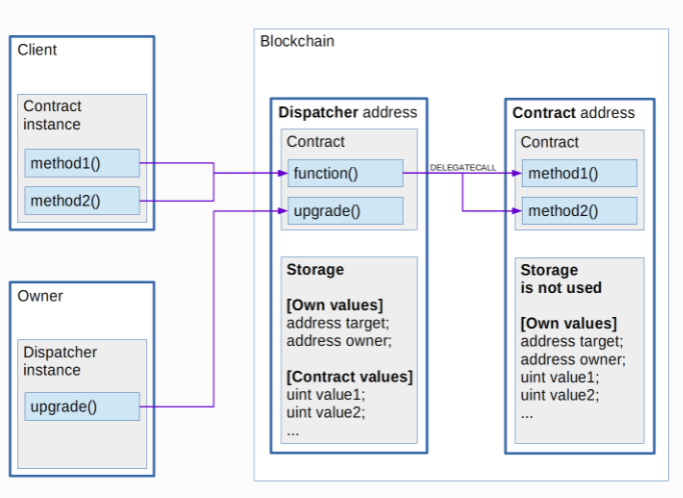 Client
Contract
instance
method1()
method2()
Owner
Dispatcher
instance
upgrade()
Blockchain
Dispatcher address
Contract
function()
upgrade()
Storage
[Own values]
address target;
address owner;
[Contract values]
uint value1;
uint value2;
...
DELEGATECALL
Contract address
Contract
method1()
method2()
Storage
is not used
[Own values]
address target;
address owner;
uint value1;
uint value2;
...